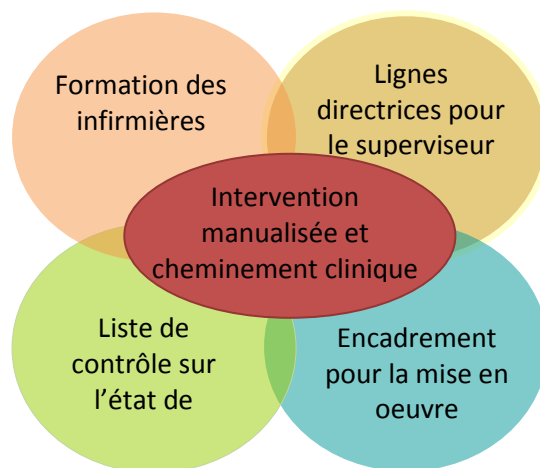 Formation des
infirmières
Lignes
directrices pour
le superviseur
Intervention
manualisée et
cheminement clinique
Liste de
contrôle sur
l'état de
Encadrement
pour la mise en
oeuvre